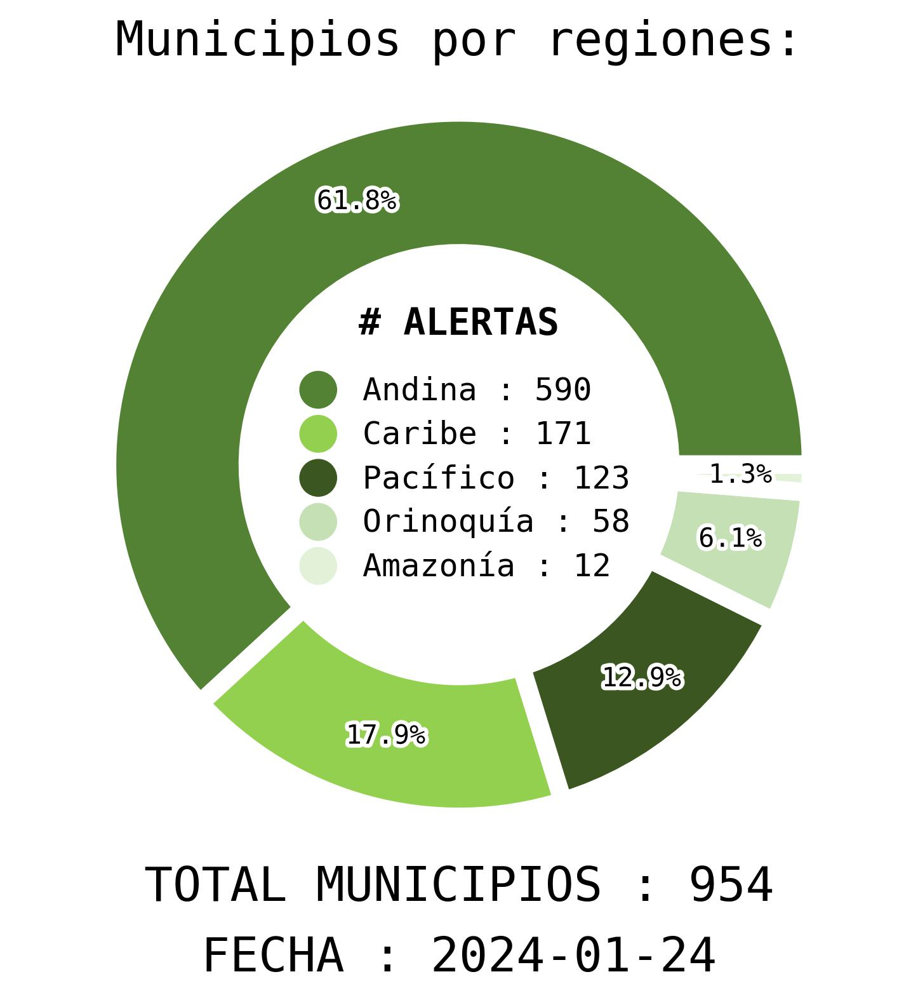 Municipios por regiones:
61.8%
# ALERTAS
Andina : 590
Caribe : 171
Pacífico : 123
Orinoquía : 58
Amazonía : 12
1.3%
6.1%
12.9%
17.9%
TOTAL MUNICIPIOS : 954
FECHA : 2024-01-24